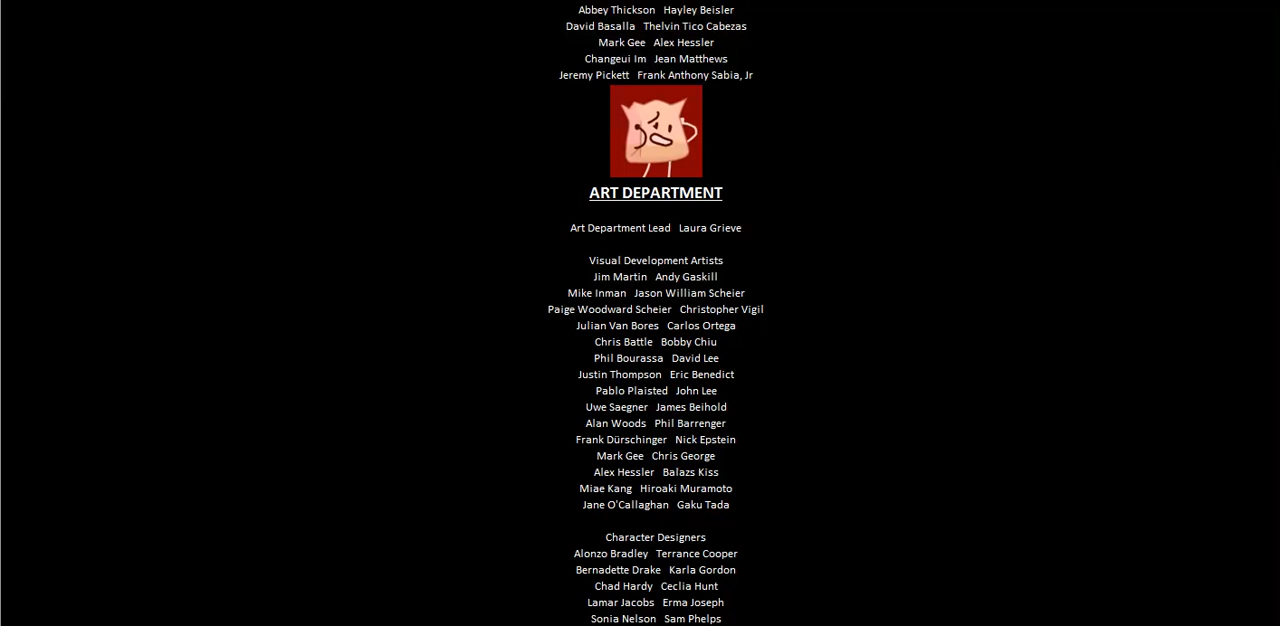 Abbey Thickson Hayley Beisler
David Basalla Thelvin Tico Cabezas
Mark Gee Alex Hessler
Changeui Im Jean Matthews
Jeremy Pickett Frank Anthony Sabia, Jr
ART DEPARTMENT
Art Department Lead Laura Grieve
Visual Development Artists
Jim Martin Andy Gaskill
Mike Inman Jason William Scheier
Paige Woodward Scheier Christopher Vigil
Julian Van Bores Carlos Ortega
Chris Battle Bobby Chiu
Phil Bourassa David Lee
Justin Thompson Eric Benedict
Pablo Plaisted John Lee
Uwe Saegner James Beihold
Alan Woods Phil Barrenger
Frank Dürschinger Nick Epstein
Mark Gee Chris George
Alex Hessler Balazs Kiss
Miae Kang Hiroaki Muramoto
Jane O'Callaghan Gaku Tada
Character Designers
Alonzo Bradley Terrance Cooper
Bernadette Drake Karla Gordon
Chad Hardy Ceclia Hunt
Lamar Jacobs Erma Joseph
Sonia Nelson Sam Phelps